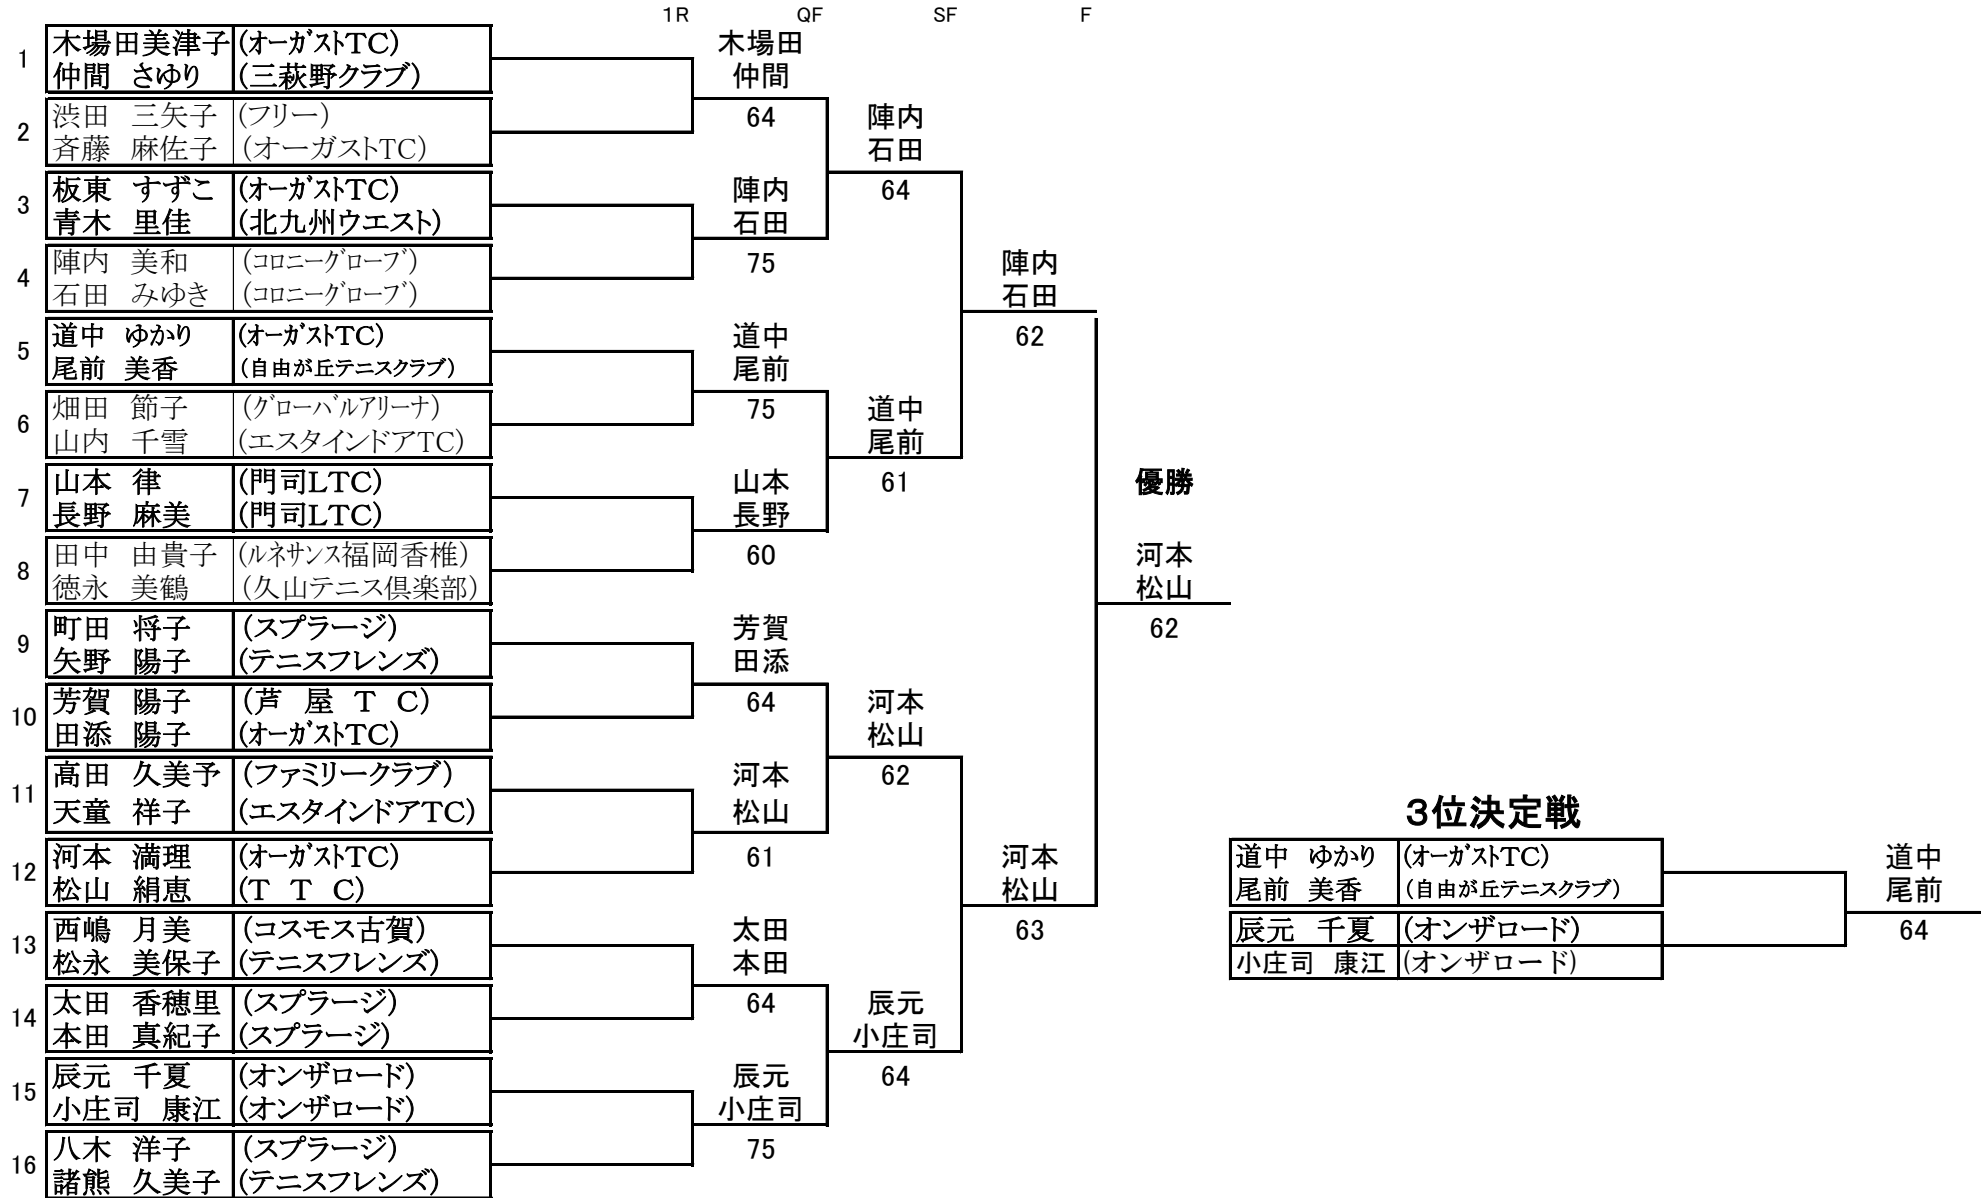 1R QF SF F
1 木場田美津子 (オーガストTC)
仲間 さゆり (三萩野クラブ)
2 渋田 三矢子 (フリー)
斉藤 麻佐子 (オーガストTC)
3 板東 すずこ (オーガストTC)
青木 里佳 (北九州ウエスト)
4 陣内 美和 (コロニーグローブ)
石田 みゆき (コロニーグローブ)
5 道中 ゆかり (オーガストTC)
尾前 美香 (自由が丘テニスクラブ)
6 畑田 節子 (グローバルアリーナ)
山内 千雪 (エスタインドアTC)
7 山本 律 (門司LTC)
長野 麻美 (門司LTC)
8 田中 由貴子 (ルネサンス福岡香椎)
徳永 美鶴 (久山テニス倶楽部)
9 町田 将子 (スプラージ)
矢野 陽子 (テニスフレンズ)
10 芳賀 陽子 (芦 屋 T C)
田添 陽子 (オーガストTC)
11 高田 久美予 (ファミリークラブ)
天童 祥子 (エスタインドアTC)
12 河本 満理 (オーガストTC)
松山 絹恵 (T T C)
13 西嶋 月美 (コスモス古賀)
松永 美保子 (テニスフレンズ)
14 太田 香穂里 (スプラージ)
本田 真紀子 (スプラージ)
15 辰元 千夏 (オンザロード)
小庄司 康江 (オンザロード)
16 八木 洋子 (スプラージ)
諸熊 久美子 (テニスフレンズ)
木場田
仲間
64
陣内
石田
75
道中
尾前
75
山本
長野
60
芳賀
田添
64
河本
松山
61
太田
本田
64
辰元
小庄司
75
陣内
石田
64
道中
尾前
61
河本
松山
62
辰元
小庄司
64
陣内
石田
62
河本
松山
63
優勝
河本
松山
62
3位決定戦
道中 ゆかり (オーガストTC)
尾前 美香 (自由が丘テニスクラブ)
辰元 千夏 (オンザロード)
小庄司 康江 (オンザロード)
道中
尾前
64